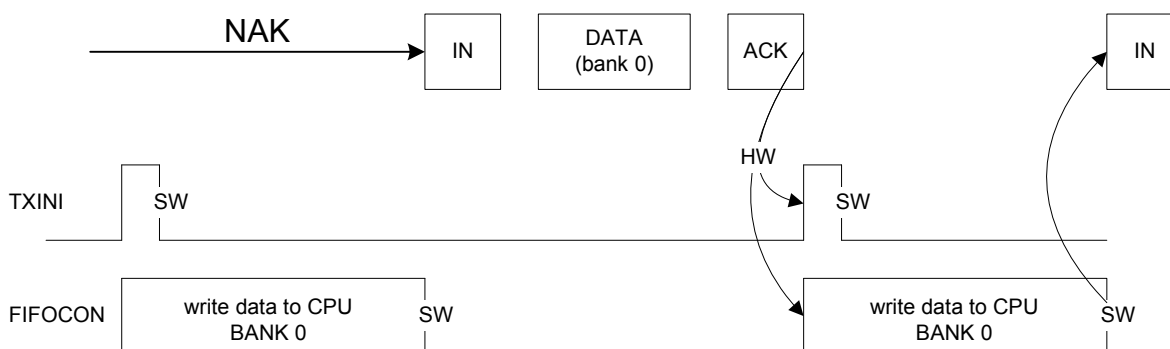 NAK
IN
DATA
(bank 0)
ACK
IN
HW
TXINI
SW
SW
FIFOCON
write data to CPU
BANK 0
SW
write data to CPU
BANK 0
SW